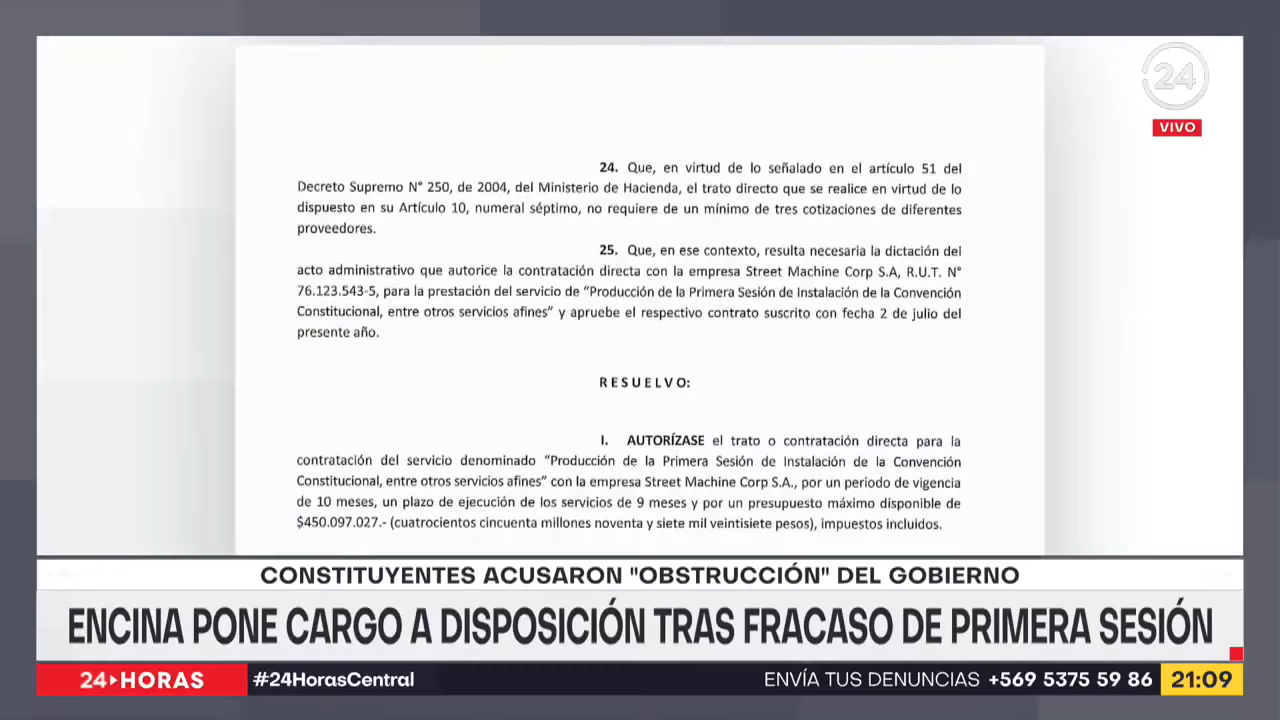 24
VIVO
24. Que, en virtud de lo señalado en el artículo 51 del
Decreto Supremo N° 250, de 2004, del Ministerio de Hacienda, el trato directo que se realice en virtud de lo
dispuesto en su Artículo 10, numeral séptimo, no requiere de un mínimo de tres cotizaciones de diferentes
proveedores.
25. Que, en ese contexto, resulta necesaria la dictación del
acto administrativo que autorice la contratación directa con la empresa Street Machine Corp S.A, R.U.T. N°
76.123.543-5, para la prestación del servicio de “Producción de la Primera Sesión de Instalación de la Convención
Constitucional, entre otros servicios afines” y apruebe el respectivo contrato suscrito con fecha 2 de julio del
presente año.
R E S U E L V O:
I. AUTORÍZASE el trato o contratación directa para la
contratación del servicio denominado “Producción de la Primera Sesión de Instalación de la Convención
Constitucional, entre otros servicios afines” con la empresa Street Machine Corp S.A., por un periodo de vigencia
de 10 meses, un plazo de ejecución de los servicios de 9 meses y por un presupuesto máximo disponible de
$450.097.027.- (cuatrocientos cincuenta millones noventa y siete mil veintisiete pesos), impuestos incluidos.
CONSTITUYENTES ACUSARON "OBSTRUCCIÓN" DEL GOBIERNO
ENCINA PONE CARGO A DISPOSICIÓN TRAS FRACASO DE PRIMERA SESIÓN
24 HORAS #24HorasCentral ENVÍA TUS DENUNCIAS +569 5375 59 86 21:09